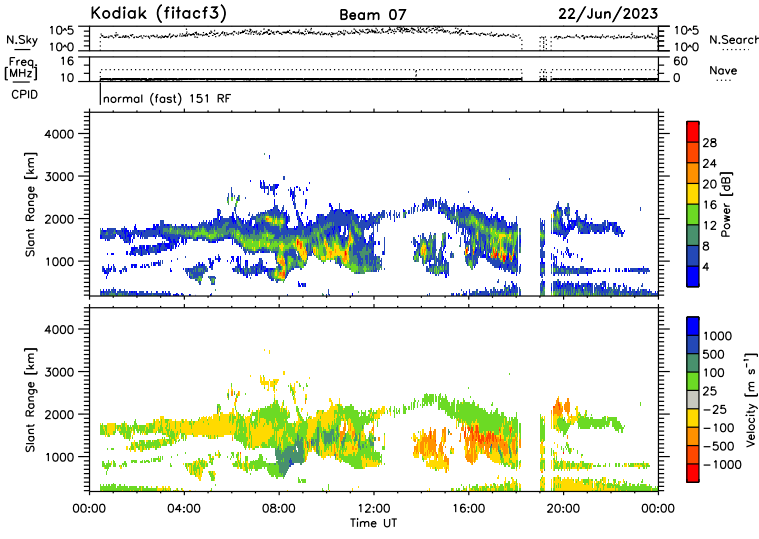 Kodiak (fitacf3) Beam 07 22/Jun/2023
N.Sky 10^5 10^0 10^5 10^0 N.Search
Freq. [MHz] 16 10 60 0 Nave
CPID normal (fast) 151 RF
Slant Range [km] 4000 3000 2000 1000
Power [dB] 28 24 20 16 12 8 4
Slant Range [km] 4000 3000 2000 1000
Velocity [m s⁻¹] 1000 500 100 25 −25 −100 −500 −1000
00:00 04:00 08:00 12:00 16:00 20:00 00:00
Time UT